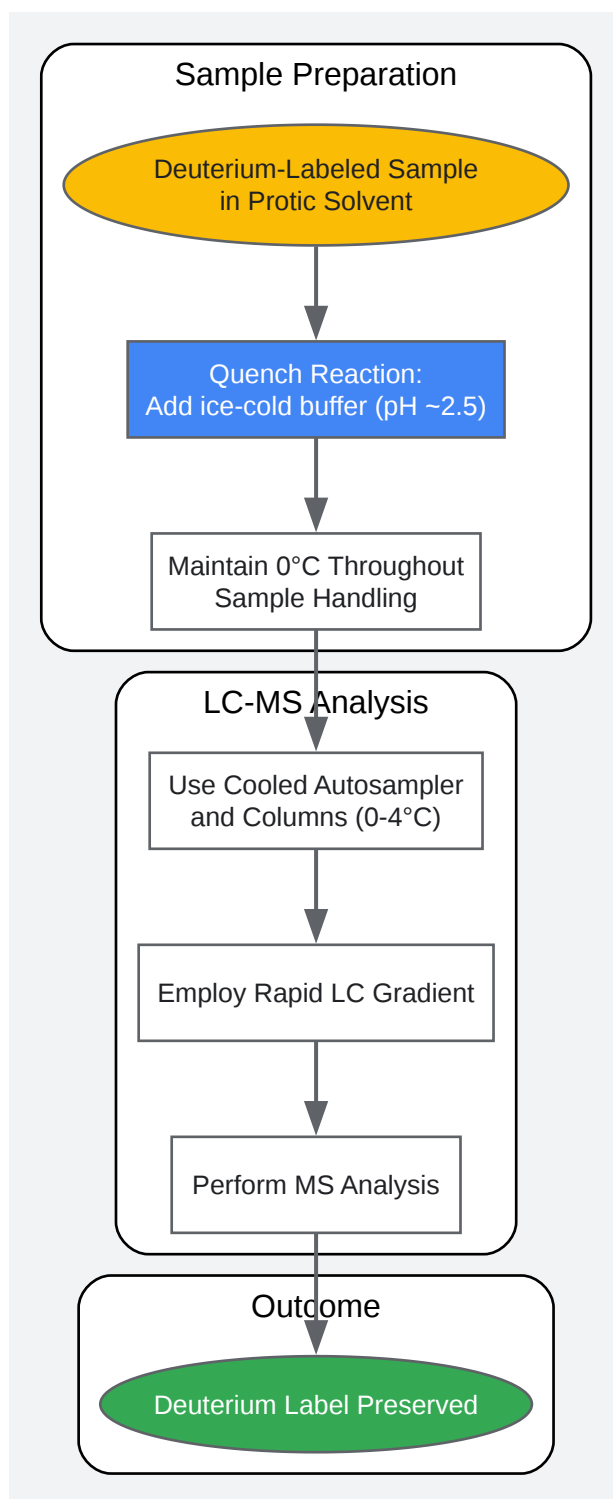 Sample Preparation
Deuterium-Labeled Sample
in Protic Solvent
Quench Reaction:
Add ice-cold buffer (pH ~2.5)
Maintain 0°C Throughout
Sample Handling
LC-MS Analysis
Use Cooled Autosampler
and Columns (0-4°C)
Employ Rapid LC Gradient
Perform MS Analysis
Outcome
Deuterium Label Preserved